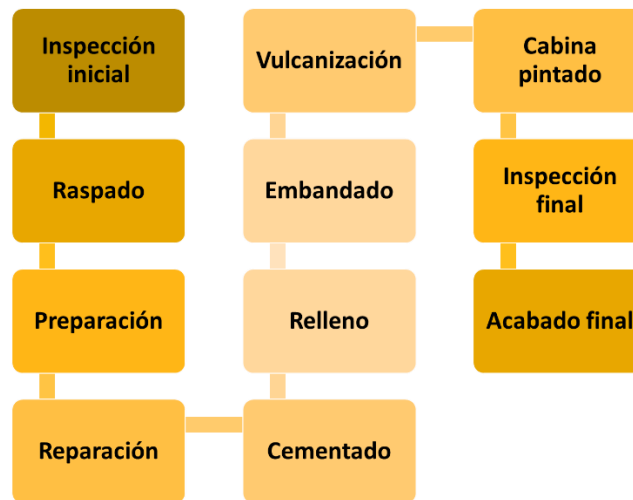 Inspección
inicial
Raspado
Preparación
Reparación
Cementado
Relleno
Embandado
Vulcanización
Cabina
pintado
Inspección
final
Acabado final